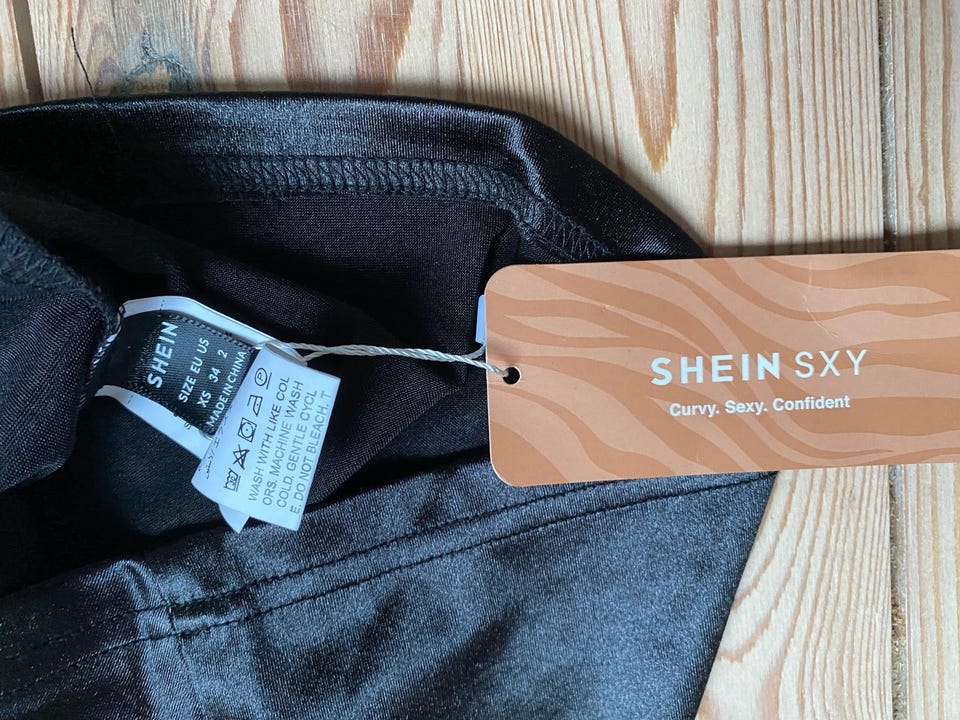 SHEIN
SIZE EU US
XS 34 2
MADE IN CHINA
WASH WITH LIKE COL
ORS. MACHINE WASH
COLD, GENTLE CYCL
E. DO NOT BLEACH. T
SHEIN SXY
Curvy. Sexy. Confident